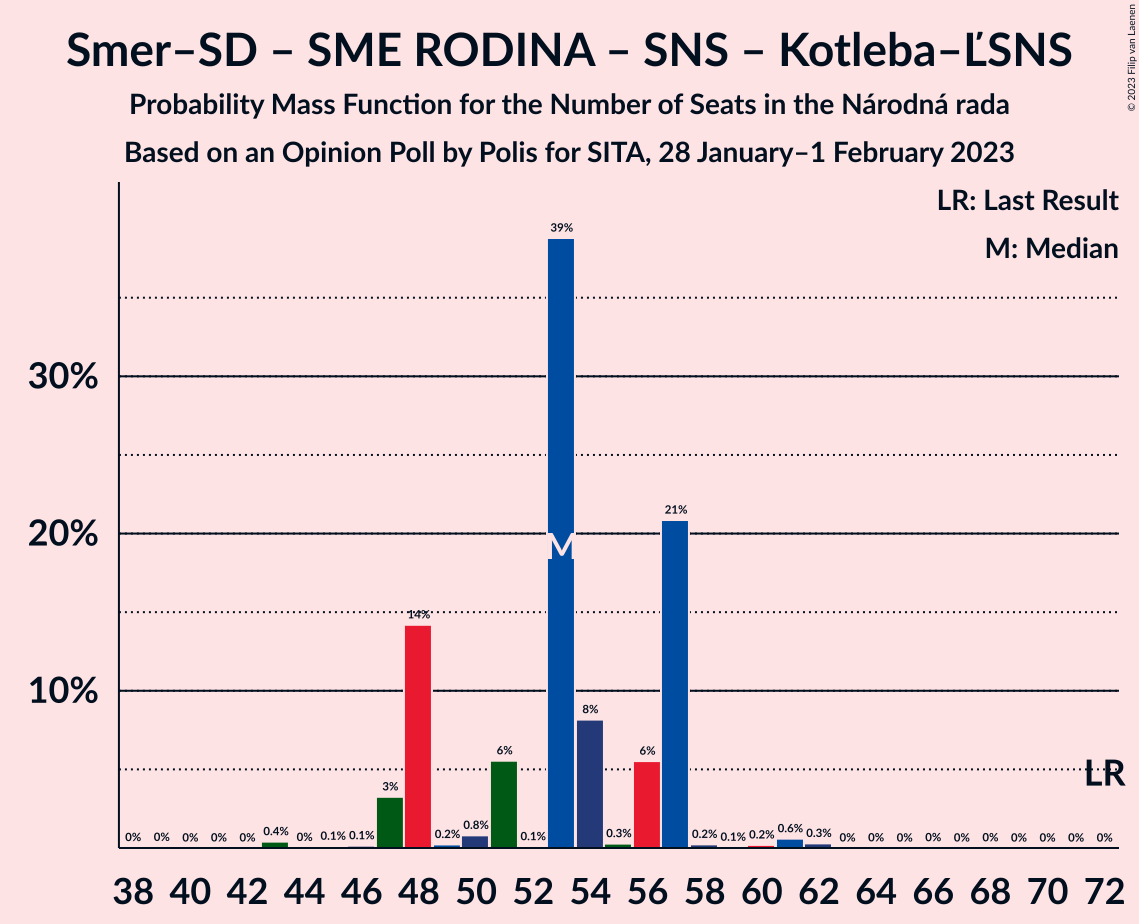 Smer–SD – SME RODINA – SNS – Kotleba–ĽSNS
Probability Mass Function for the Number of Seats in the Národná rada
Based on an Opinion Poll by Polis for SITA, 28 January–1 February 2023
© 2023 Filip van Laenen
LR: Last Result
M: Median
30%
20%
10%
0% 0% 0% 0% 0% 0.4% 0% 0.1% 0.1% 3% 14% 0.2% 0.8% 6% 0.1% 39% 8% 0.3% 6% 21% 0.2% 0.1% 0.2% 0.6% 0.3% 0% 0% 0% 0% 0% 0% 0% 0% 0% 0%
M
LR
38 40 42 44 46 48 50 52 54 56 58 60 62 64 66 68 70 72